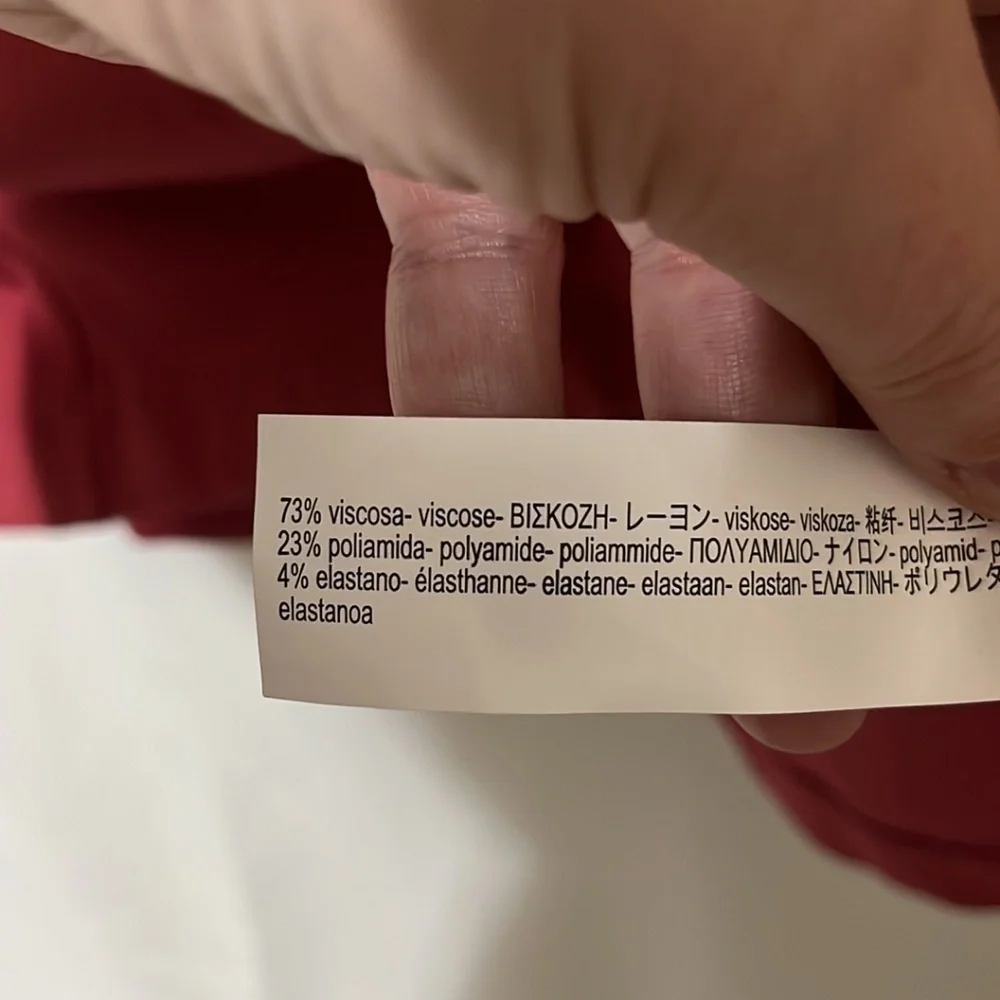 73% viscosa- viscose- ΒΙΣΚΟΖΗ- レーヨン- viskose- viskoza- 粘纤- 비스코스-
23% poliamida- polyamide- poliammide- ΠΟΛΥΑΜΙΔΙΟ- ナイロン- polyamid-
4% elastano- élasthanne- elastane- elastaan- elastan- ΕΛΑΣΤΙΝΗ- ポリウレタ
elastanoa